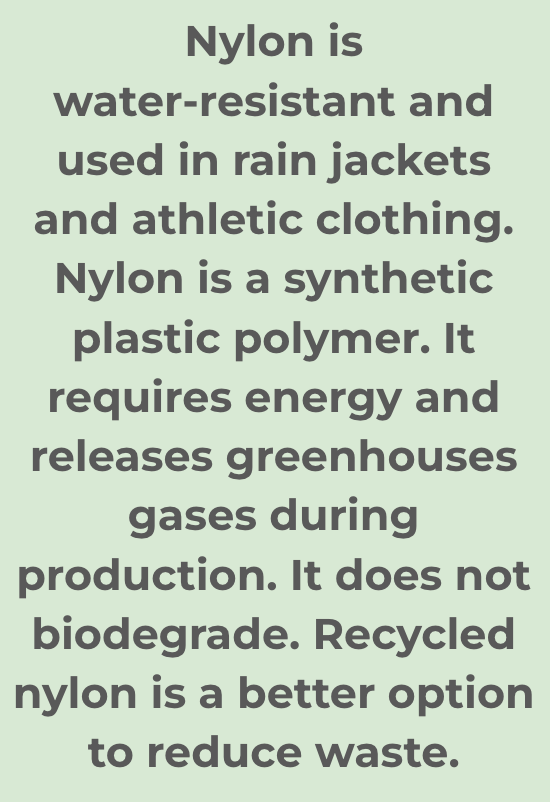 Nylon is
water-resistant and
used in rain jackets
and athletic clothing.
Nylon is a synthetic
plastic polymer. It
requires energy and
releases greenhouses
gases during
production. It does not
biodegrade. Recycled
nylon is a better option
to reduce waste.